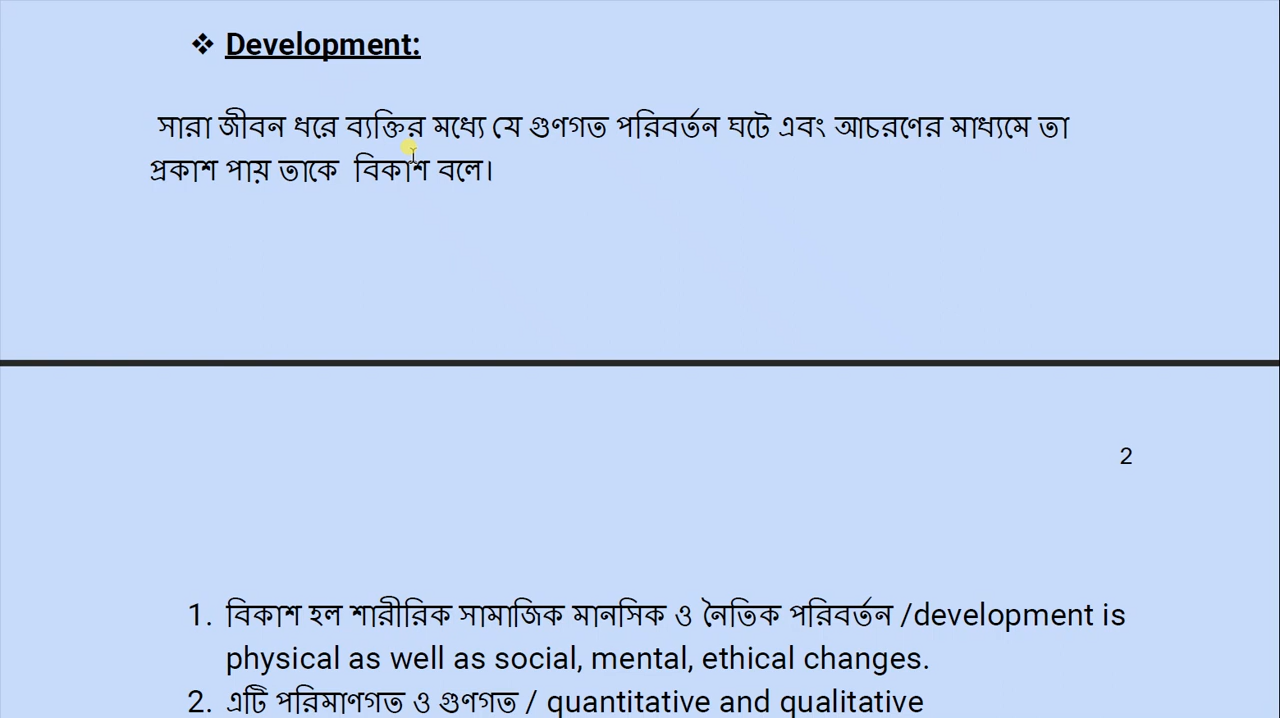 ❖ Development:
সারা জীবন ধরে ব্যক্তির মধ্যে যে গুণগত পরিবর্তন ঘটে এবং আচরণের মাধ্যমে তা
প্রকাশ পায় তাকে বিকাশ বলে।
2
1. বিকাশ হল শারীরিক সামাজিক মানসিক ও নৈতিক পরিবর্তন /development is
physical as well as social, mental, ethical changes.
2. এটি পরিমাণগত ও গুণগত / quantitative and qualitative